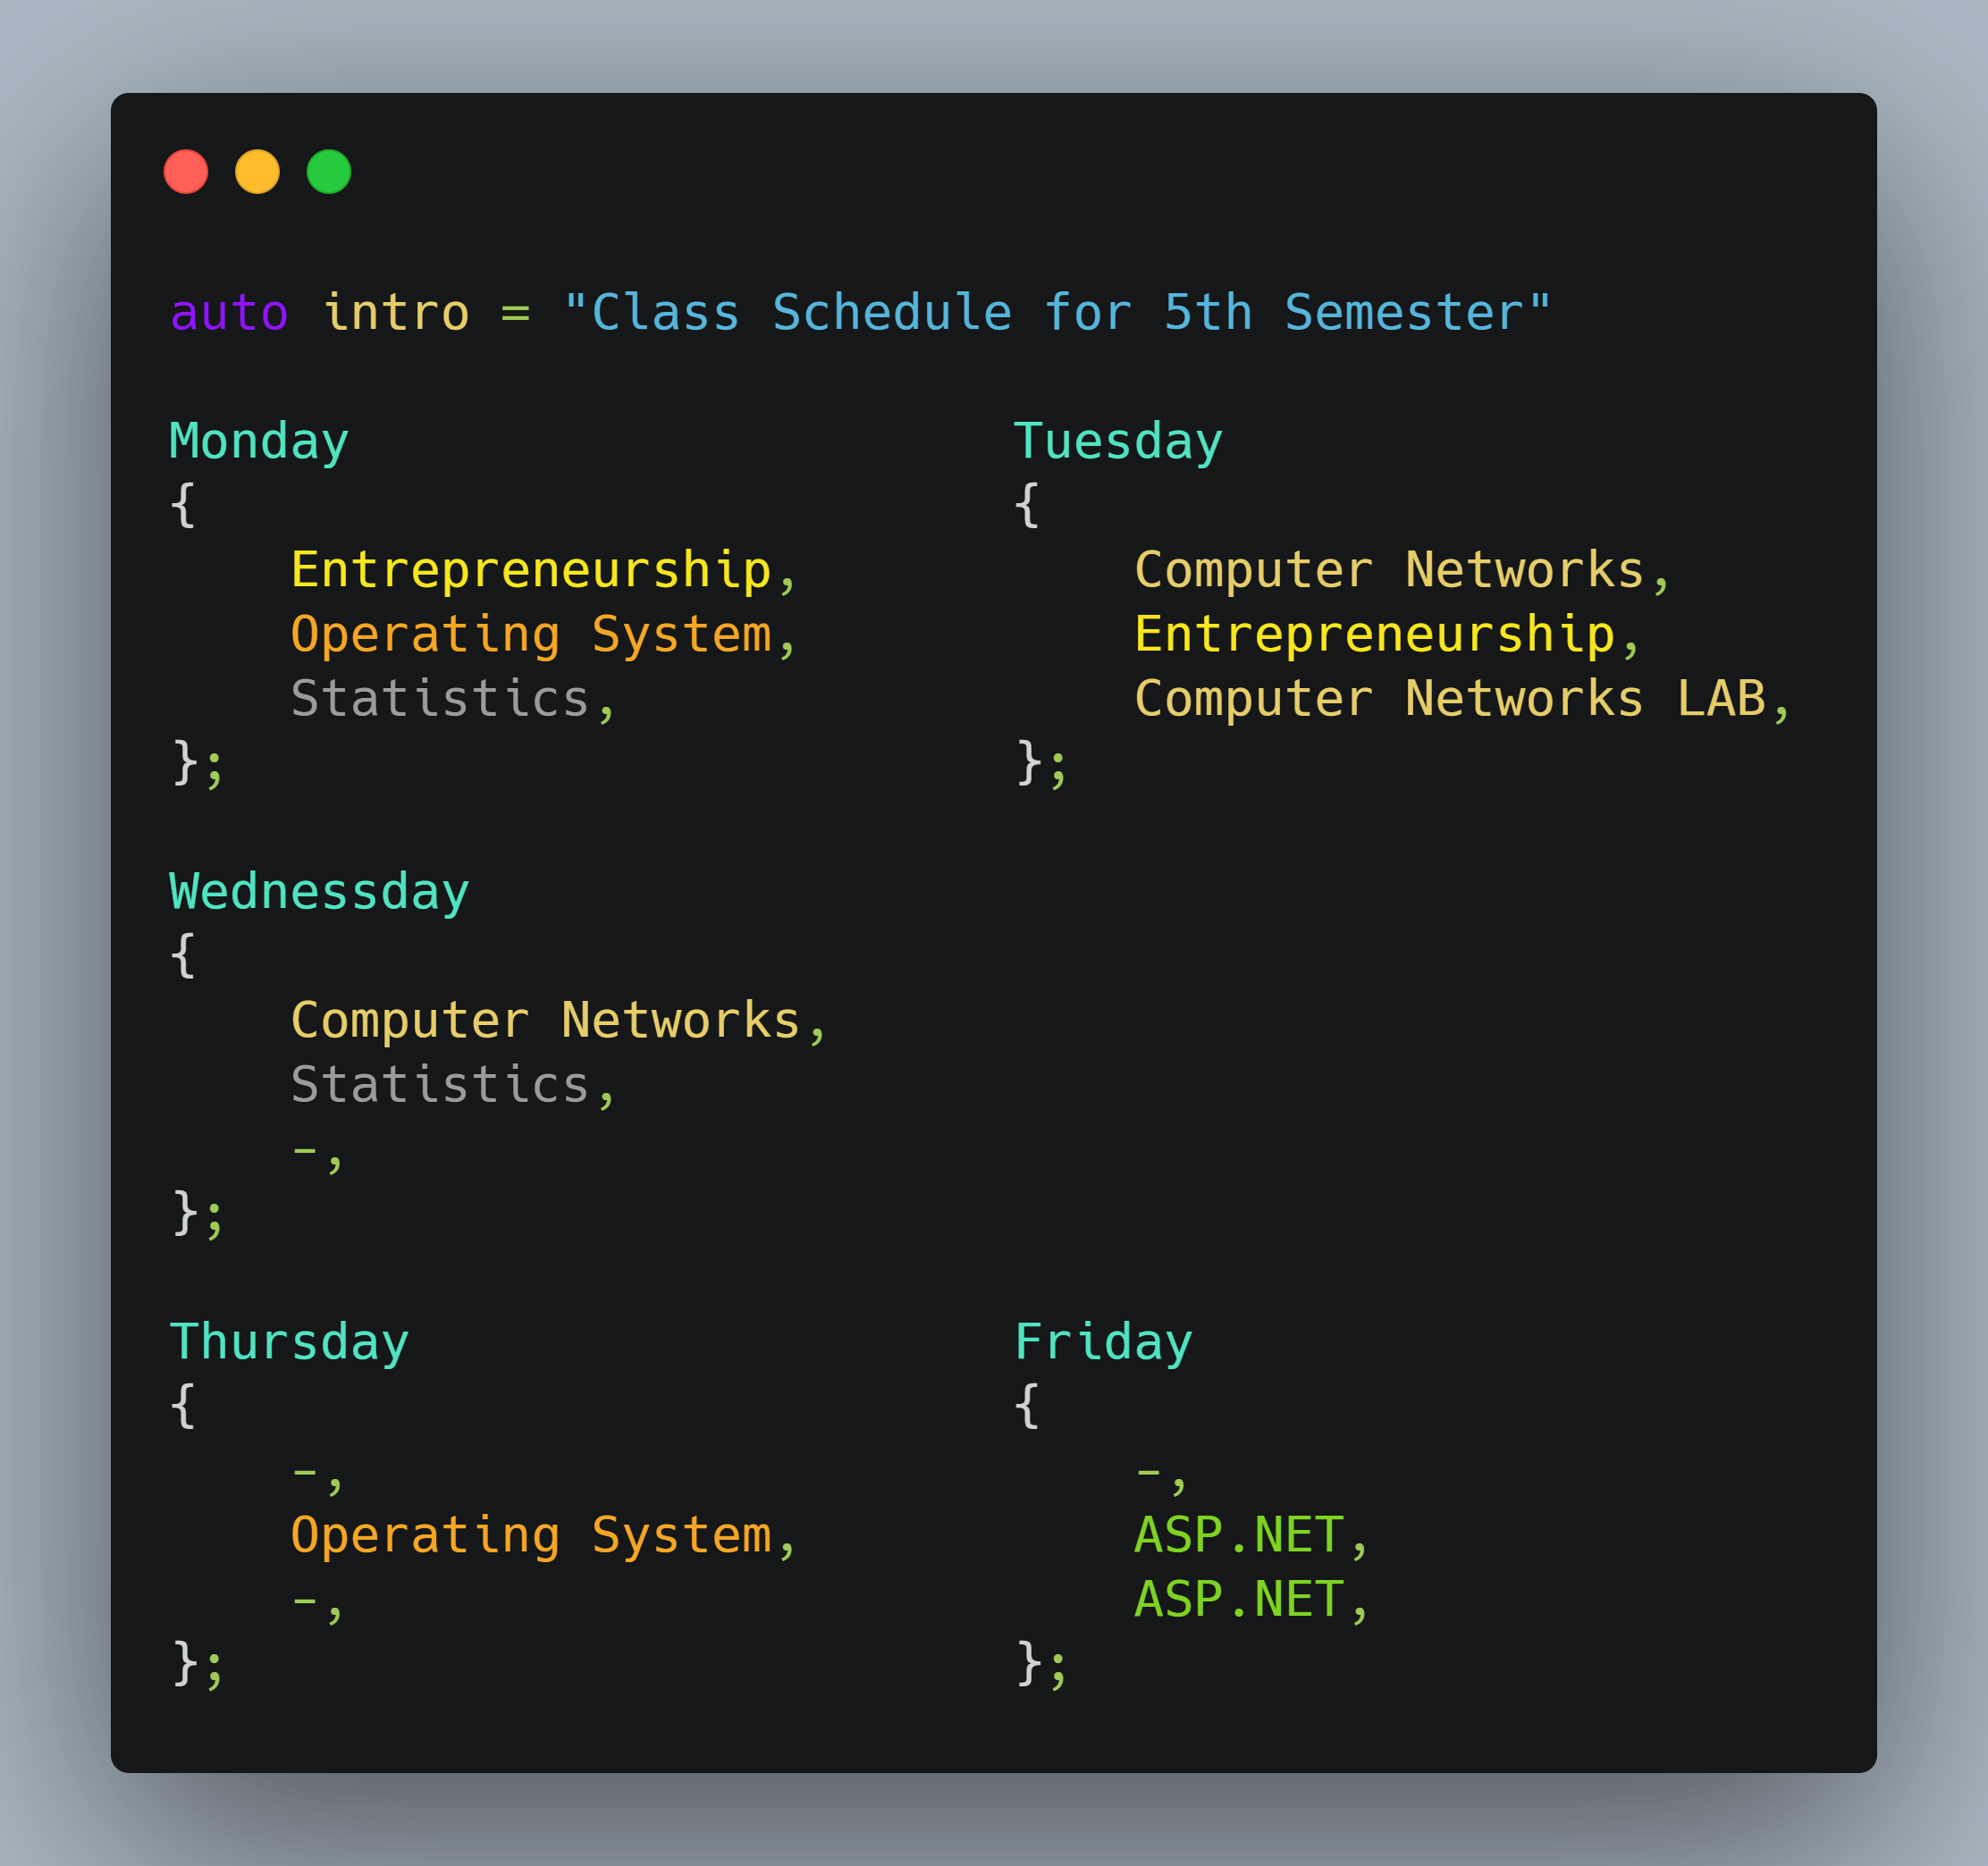 auto intro = "Class Schedule for 5th Semester"
Monday Tuesday
{ {
Entrepreneurship, Computer Networks,
Operating System, Entrepreneurship,
Statistics, Computer Networks LAB,
}; };
Wednessday
{
Computer Networks,
Statistics,
-,
};
Thursday Friday
{ {
-, -,
Operating System, ASP.NET,
-, ASP.NET,
}; };